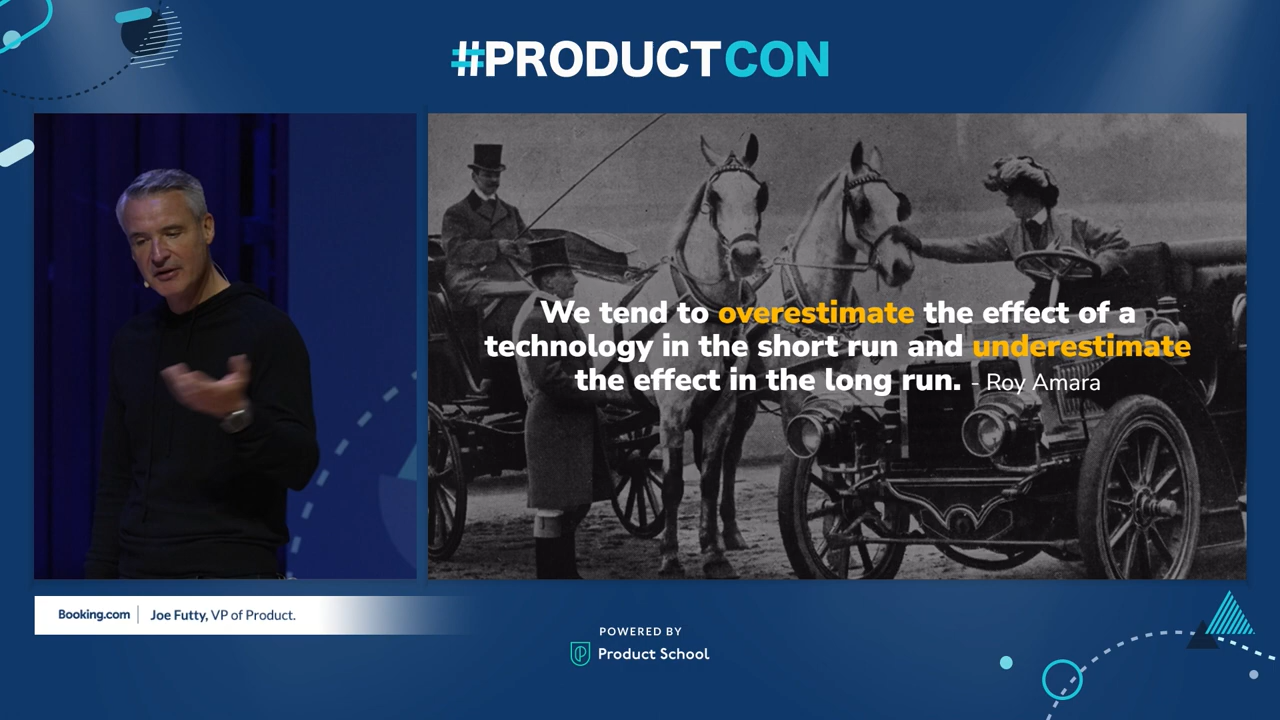 #PRODUCTCON
We tend to overestimate the effect of a
technology in the short run and underestimate
the effect in the long run. - Roy Amara
Booking.com | Joe Futty, VP of Product.
POWERED BY
Product School